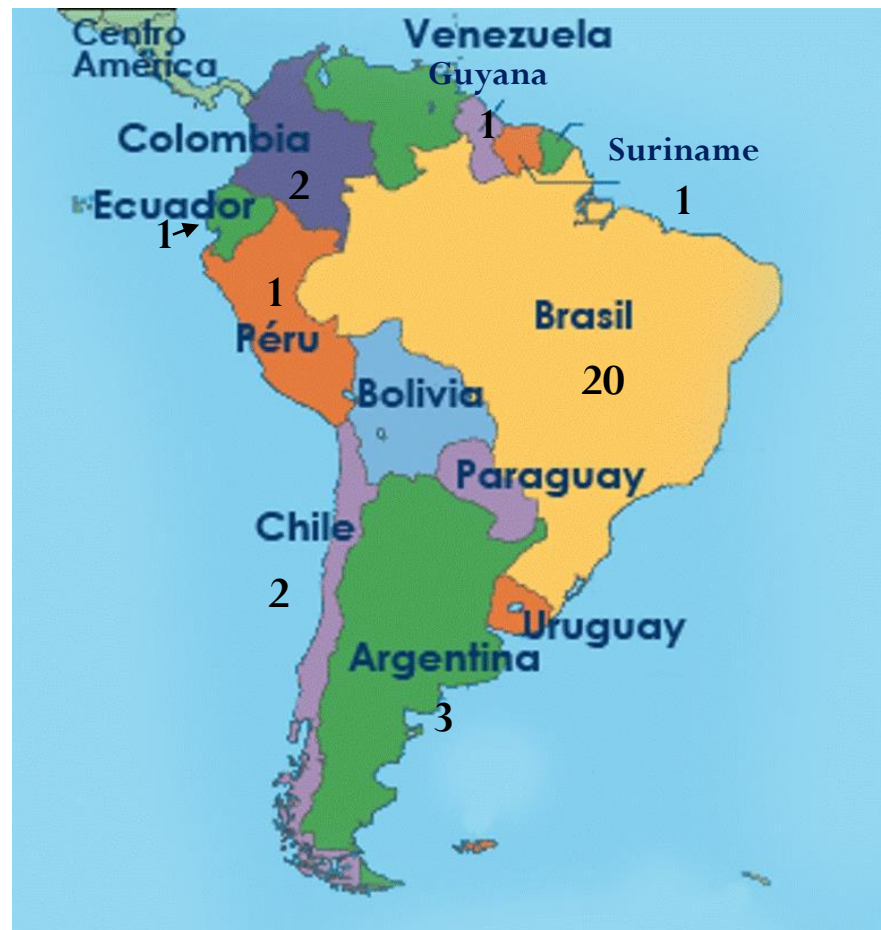 Centro
América
Venezuela
Guyana
1
Colombia
Suriname
2
1
Ecuador
1
1
Brasil
Péru
20
Bolivia
Paraguay
Chile
2
Uruguay
Argentina
3